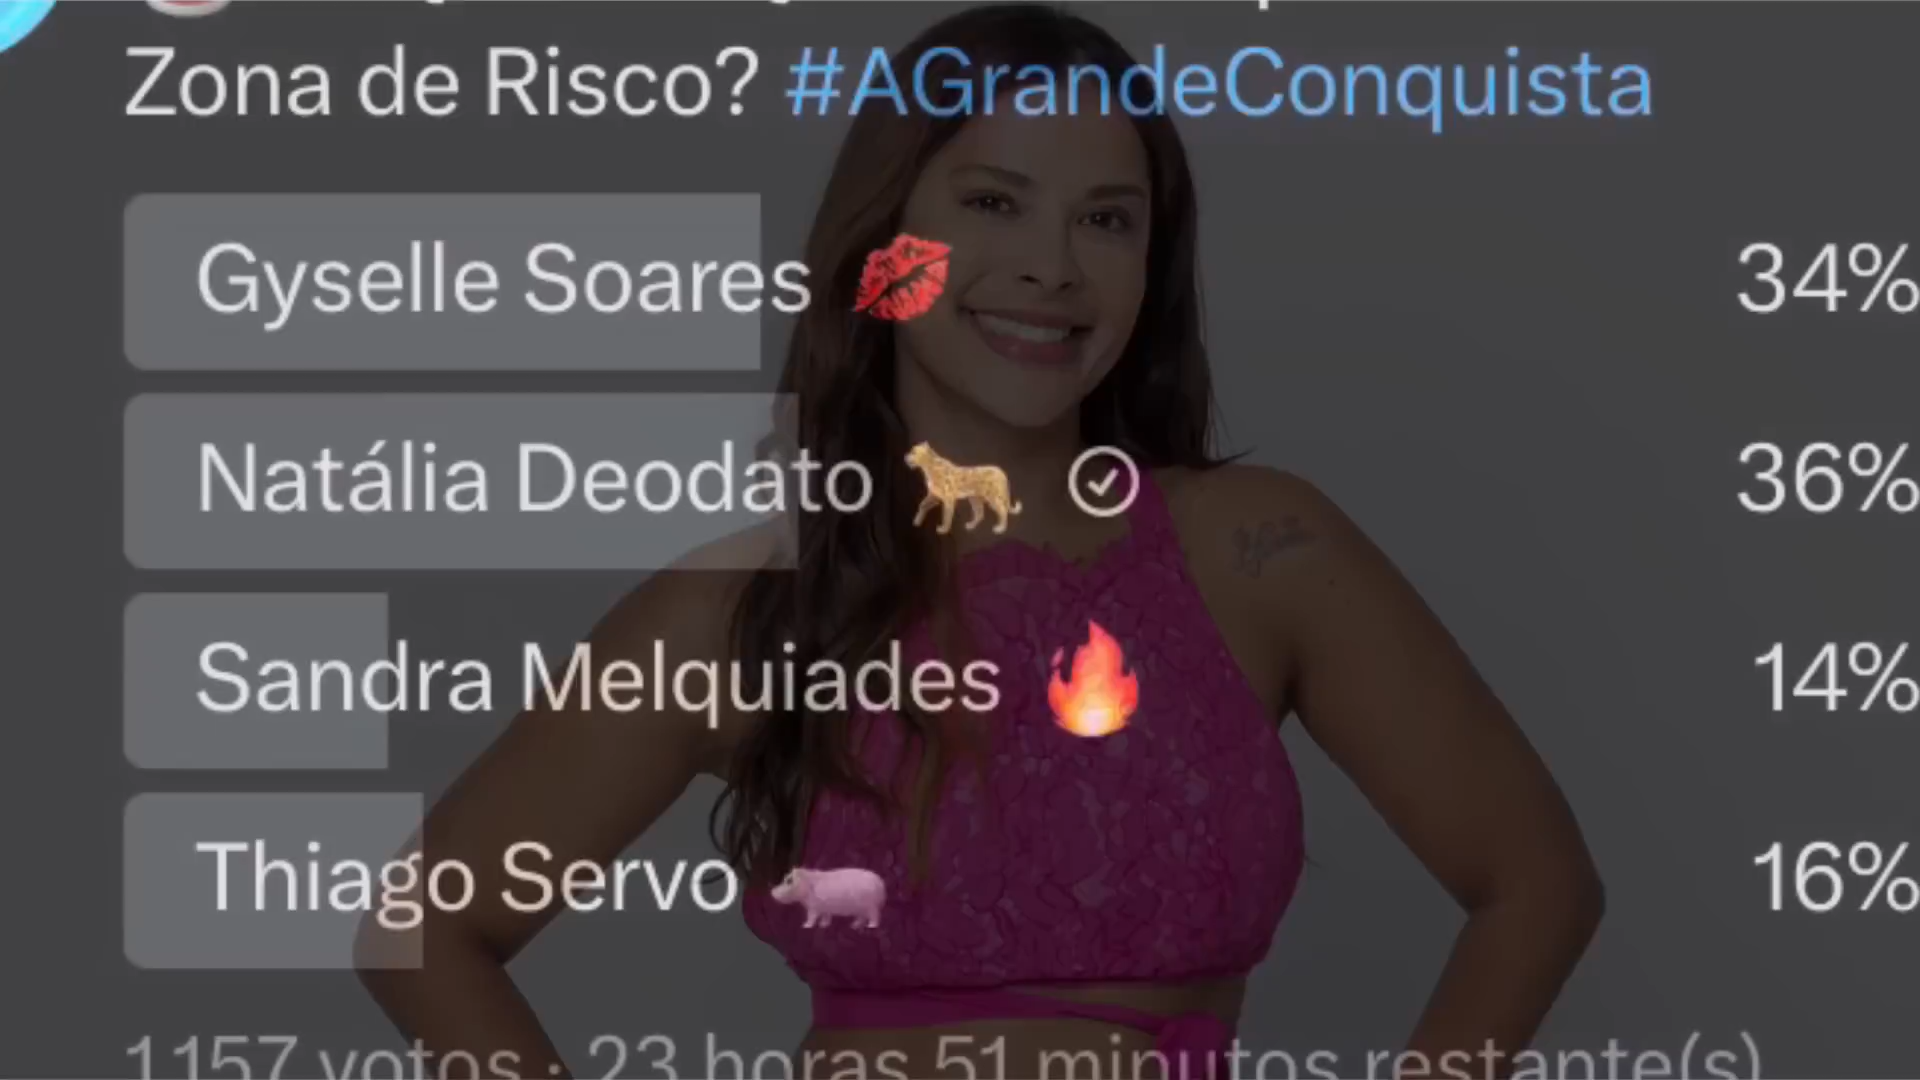 Zona de Risco? #AGrandeConquista
Gyselle Soares 💋 34%
Natália Deodato 🐆 36%
Sandra Melquiades 🔥 14%
Thiago Servo 🦛 16%
1157 votos · 23 horas 51 minutos restante(s)